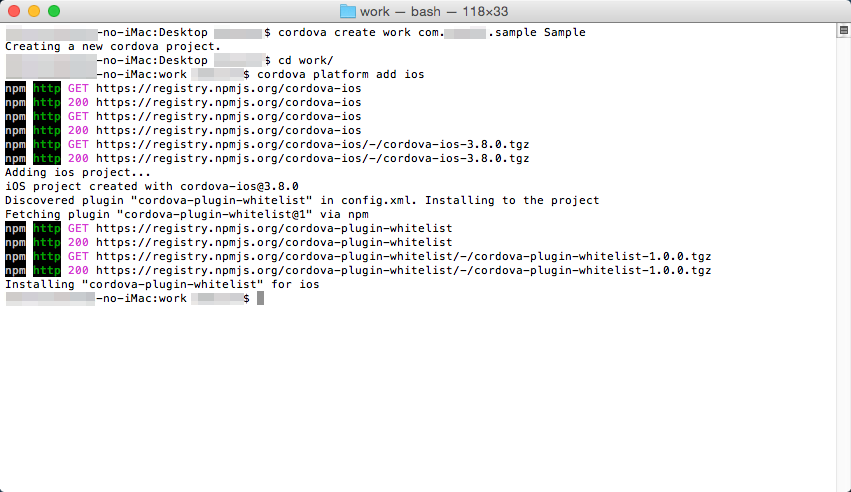 work — bash — 118×33
-no-iMac:Desktop $ cordova create work com. .sample Sample
Creating a new cordova project.
-no-iMac:Desktop $ cd work/
-no-iMac:work $ cordova platform add ios
npm http GET https://registry.npmjs.org/cordova-ios
npm http 200 https://registry.npmjs.org/cordova-ios
npm http GET https://registry.npmjs.org/cordova-ios
npm http 200 https://registry.npmjs.org/cordova-ios
npm http GET https://registry.npmjs.org/cordova-ios/-/cordova-ios-3.8.0.tgz
npm http 200 https://registry.npmjs.org/cordova-ios/-/cordova-ios-3.8.0.tgz
Adding ios project...
iOS project created with cordova-ios@3.8.0
Discovered plugin "cordova-plugin-whitelist" in config.xml. Installing to the project
Fetching plugin "cordova-plugin-whitelist@1" via npm
npm http GET https://registry.npmjs.org/cordova-plugin-whitelist
npm http 200 https://registry.npmjs.org/cordova-plugin-whitelist
npm http GET https://registry.npmjs.org/cordova-plugin-whitelist/-/cordova-plugin-whitelist-1.0.0.tgz
npm http 200 https://registry.npmjs.org/cordova-plugin-whitelist/-/cordova-plugin-whitelist-1.0.0.tgz
Installing "cordova-plugin-whitelist" for ios
-no-iMac:work $